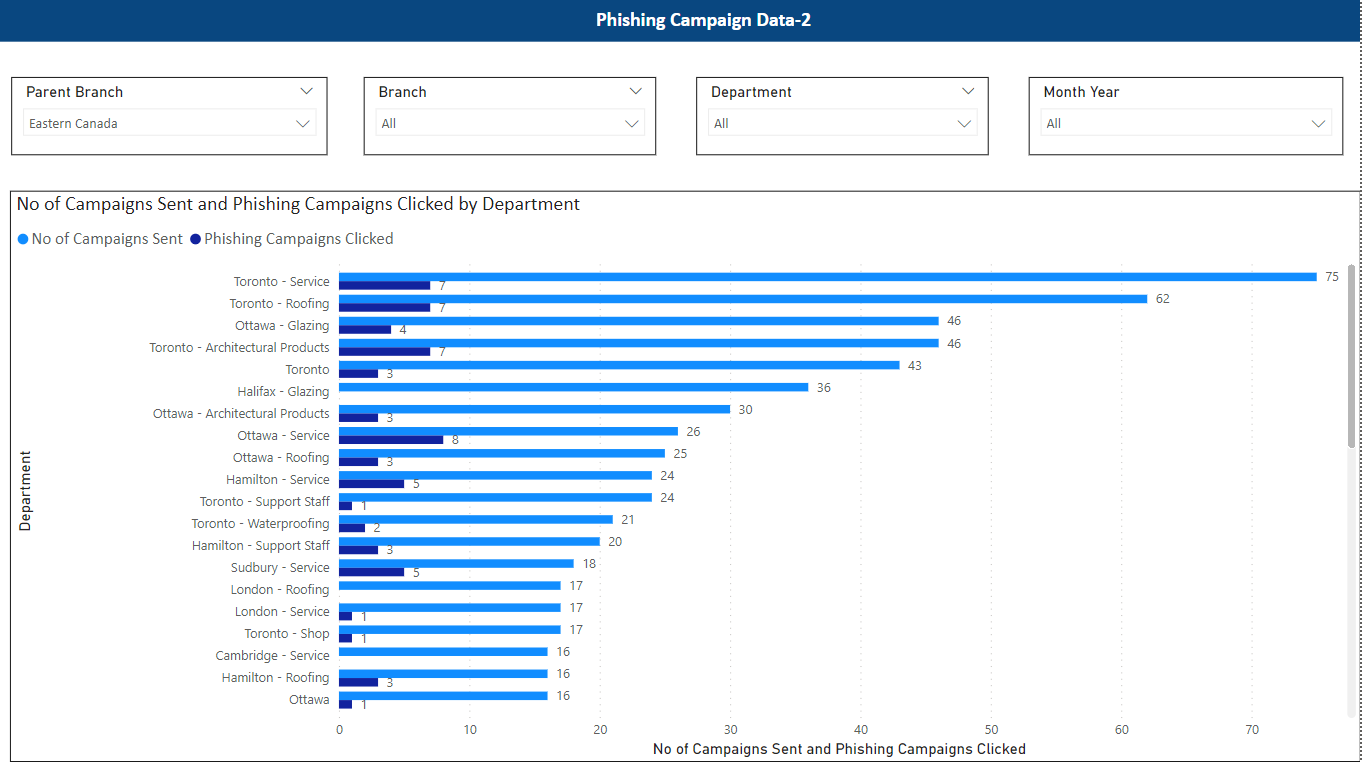 Phishing Campaign Data-2
Parent Branch
Eastern Canada
Branch
All
Department
All
Month Year
All
No of Campaigns Sent and Phishing Campaigns Clicked by Department
No of Campaigns Sent Phishing Campaigns Clicked
Department
Toronto - Service 75 7
Toronto - Roofing 62 7
Ottawa - Glazing 46 4
Toronto - Architectural Products 46 7
Toronto 43 3
Halifax - Glazing 36
Ottawa - Architectural Products 30 3
Ottawa - Service 26 8
Ottawa - Roofing 25 3
Hamilton - Service 24 5
Toronto - Support Staff 24 1
Toronto - Waterproofing 21 2
Hamilton - Support Staff 20 3
Sudbury - Service 18 5
London - Roofing 17
London - Service 17 1
Toronto - Shop 17 1
Cambridge - Service 16
Hamilton - Roofing 16 3
Ottawa 16 1
0 10 20 30 40 50 60 70
No of Campaigns Sent and Phishing Campaigns Clicked